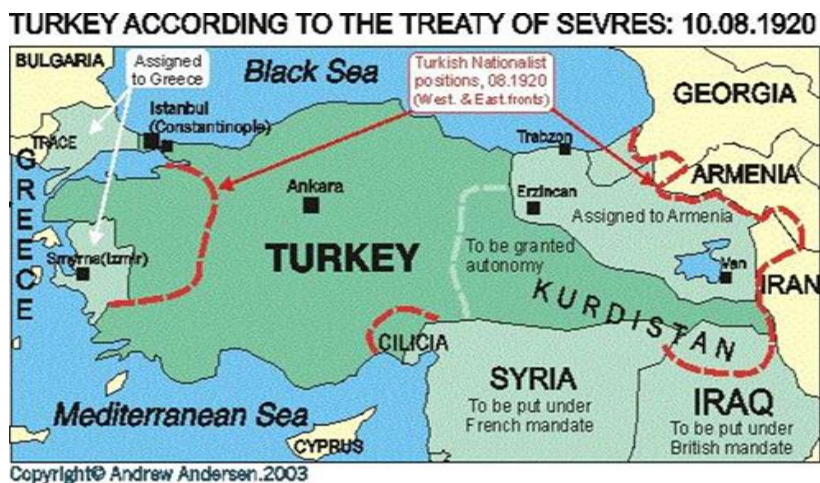 TURKEY ACCORDING TO THE TREATY OF SEVRES: 10.08.1920
BULGARIA
Assigned
to Greece
Black Sea
Turkish Nationalist
positions, 08.1920
(West. & East.fronts)
GEORGIA
Istanbul
(Constantinople)
TRACE
Trabzon
ARMENIA
GREECE
Ankara
Erzincan
Assigned to Armenia
TURKEY
To be granted
autonomy
Smyrna(Izmir)
Van
IRAN
KURDISTAN
CILICIA
SYRIA
To be put under
French mandate
IRAQ
To be put under
British mandate
Mediterranean Sea
CYPRUS
Copyright© Andrew Andersen.2003